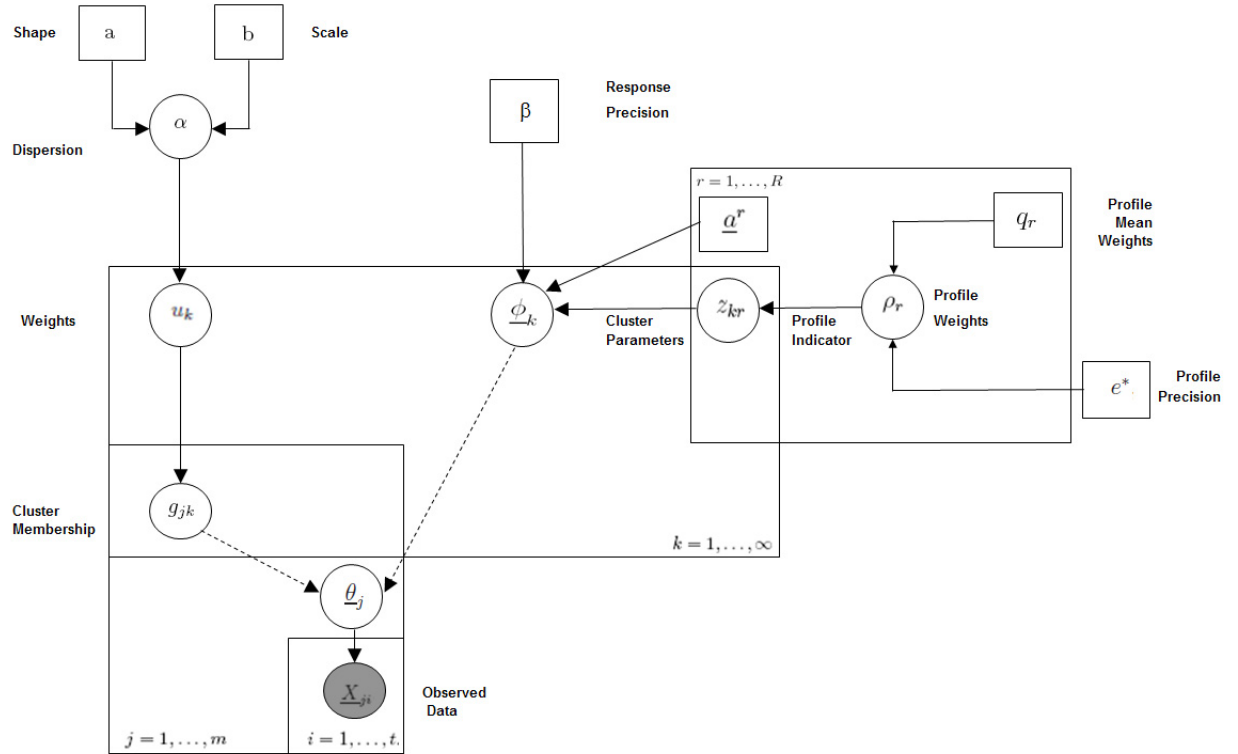 Shape
a
b
Scale
α
Dispersion
β
Response
Precision
r = 1, . . . , R
a^r
q_r
Profile
Mean
Weights
Weights
u_k
ϕ_k
Cluster
Parameters
z_kr
Profile
Indicator
ρ_r
Profile
Weights
e*
Profile
Precision
Cluster
Membership
g_jk
k = 1, . . . , ∞
θ_j
X_ji
Observed
Data
j = 1, . . . , m
i = 1, . . . , t.